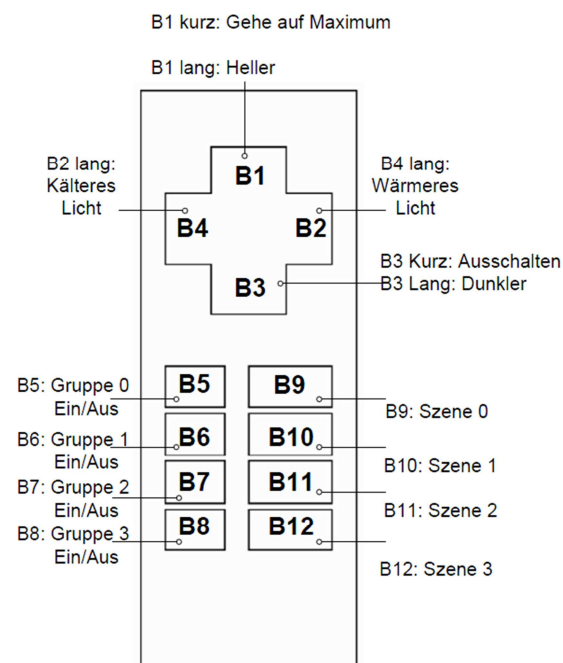 B1 kurz: Gehe auf Maximum
B1 lang: Heller
B2 lang:
Kälteres
Licht
B4 lang:
Wärmeres
Licht
B1
B4
B2
B3
B3 Kurz: Ausschalten
B3 Lang: Dunkler
B5: Gruppe 0
Ein/Aus
B5
B9
B9: Szene 0
B6: Gruppe 1
Ein/Aus
B6
B10
B10: Szene 1
B7: Gruppe 2
Ein/Aus
B7
B11
B11: Szene 2
B8: Gruppe 3
Ein/Aus
B8
B12
B12: Szene 3